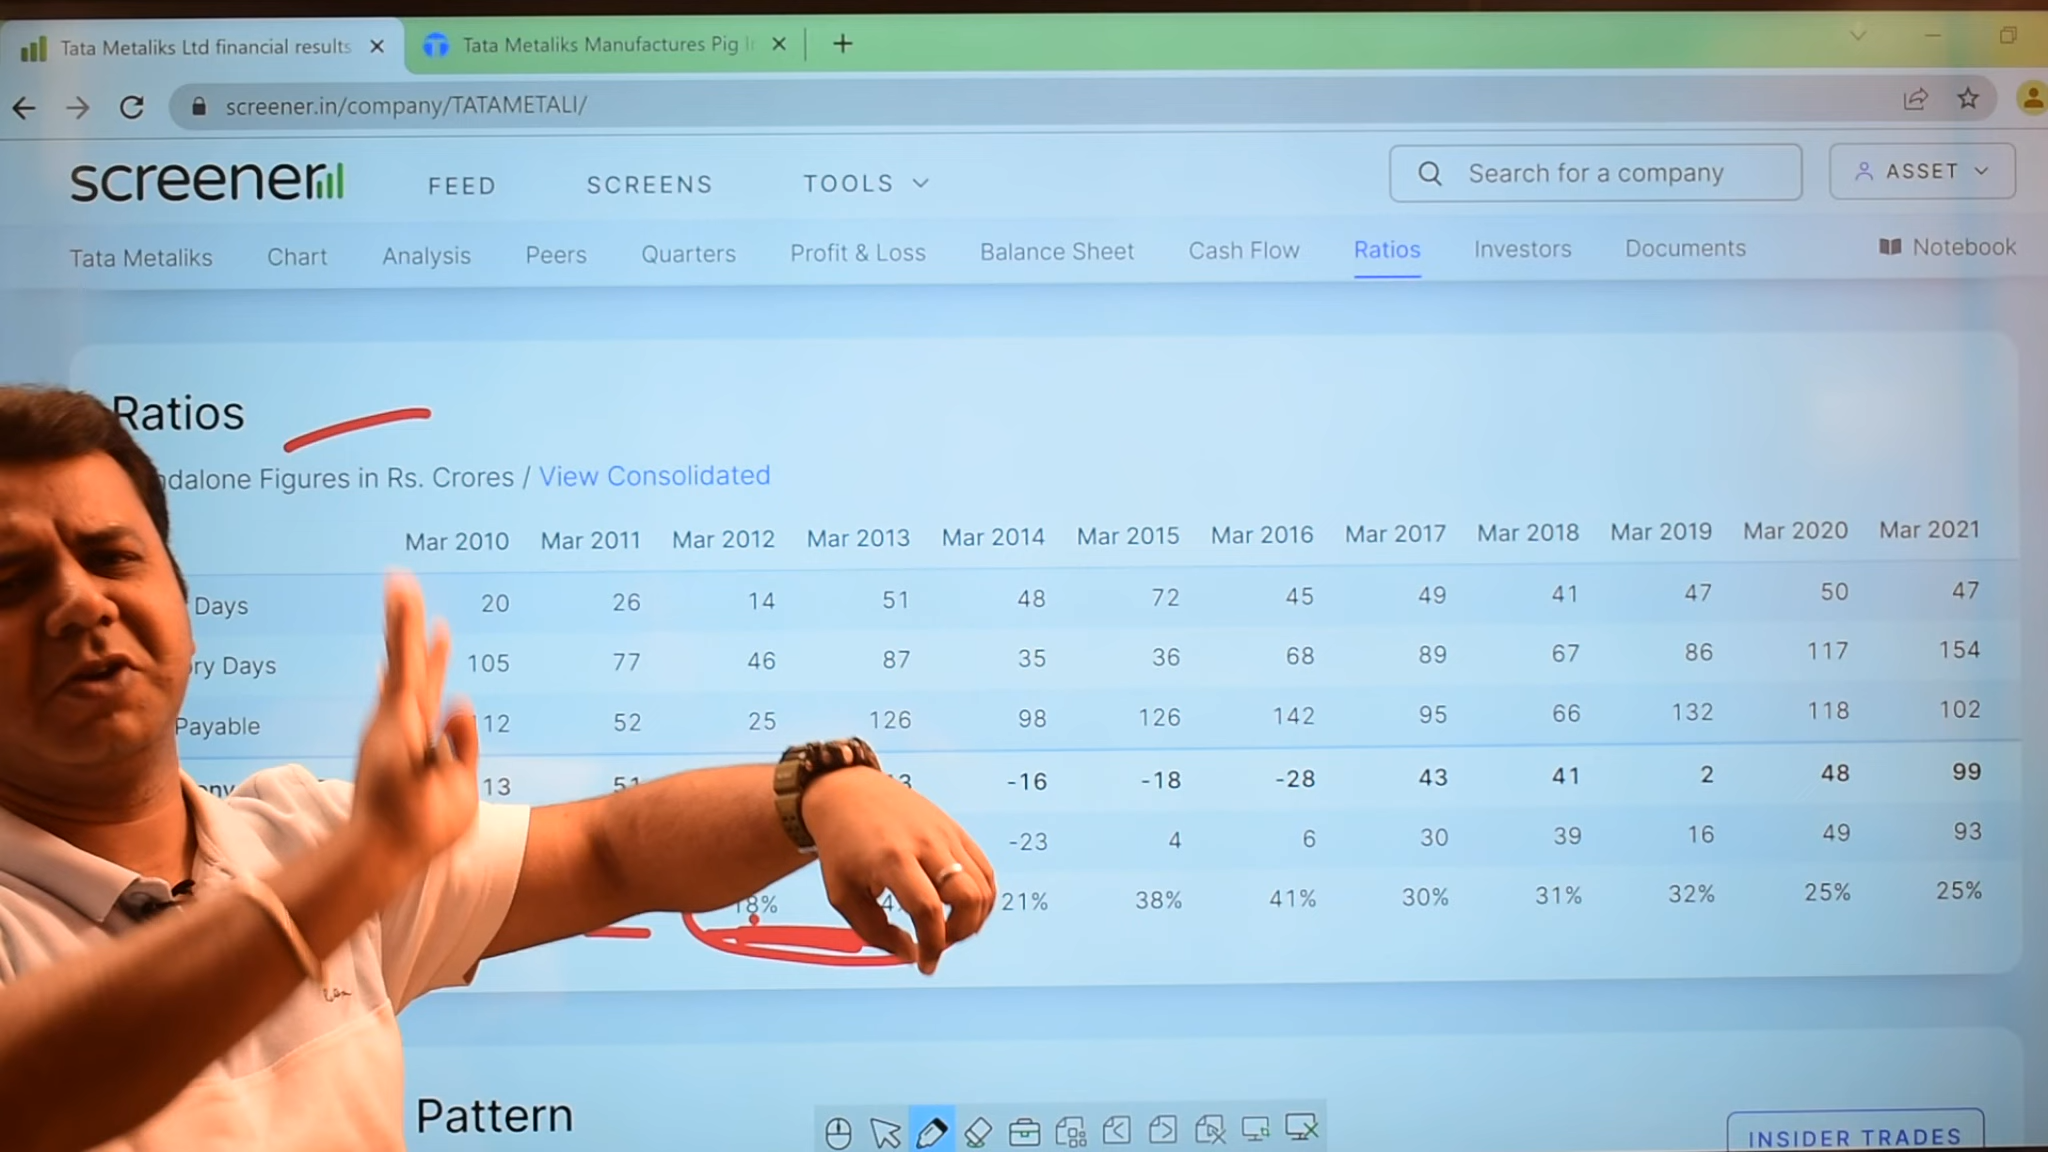 Tata Metaliks Ltd financial results
Tata Metaliks Manufactures Pig
screener.in/company/TATAMETALI/
screener
FEED SCREENS TOOLS
Search for a company
ASSET
Tata Metaliks Chart Analysis Peers Quarters Profit & Loss Balance Sheet Cash Flow Ratios Investors Documents Notebook
Ratios
Figures in Rs. Crores / View Consolidated
Mar 2010 Mar 2011 Mar 2012 Mar 2013 Mar 2014 Mar 2015 Mar 2016 Mar 2017 Mar 2018 Mar 2019 Mar 2020 Mar 2021
Days 20 26 14 51 48 72 45 49 41 47 50 47
Days 105 77 46 87 35 36 68 89 67 86 117 154
Payable 52 25 126 98 126 142 95 66 132 118 102
13 -16 -18 -28 43 41 2 48 99
-23 4 6 30 39 16 49 93
18% 21% 38% 41% 30% 31% 32% 25% 25%
Pattern
INSIDER TRADES